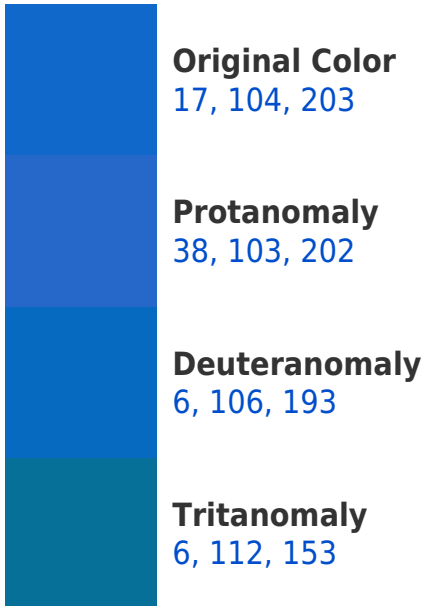 Original Color
17, 104, 203
Protanomaly
38, 103, 202
Deuteranomaly
6, 106, 193
Tritanomaly
6, 112, 153